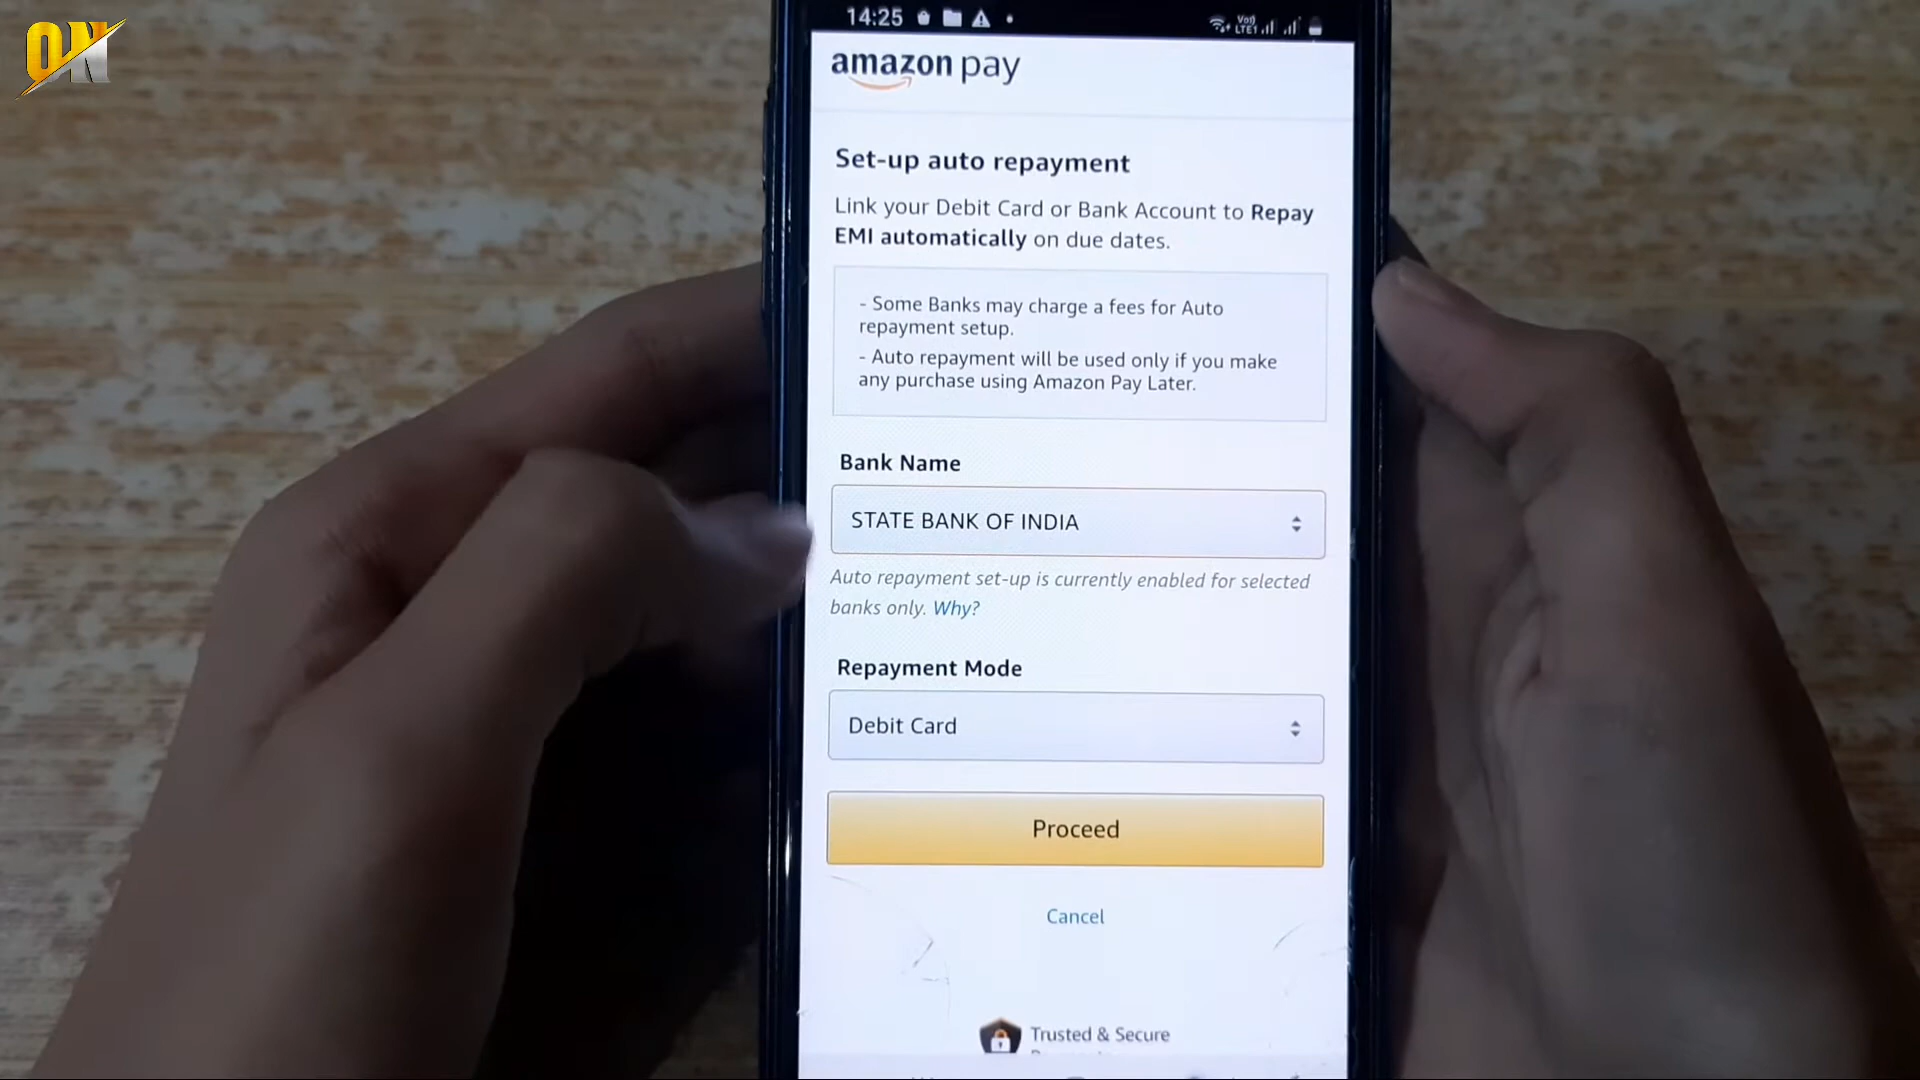 ON
14:25
Vo))
LTE1
amazon pay
Set-up auto repayment
Link your Debit Card or Bank Account to Repay
EMI automatically on due dates.
- Some Banks may charge a fees for Auto
repayment setup.
- Auto repayment will be used only if you make
any purchase using Amazon Pay Later.
Bank Name
STATE BANK OF INDIA
Auto repayment set-up is currently enabled for selected
banks only. Why?
Repayment Mode
Debit Card
Proceed
Cancel
Trusted & Secure